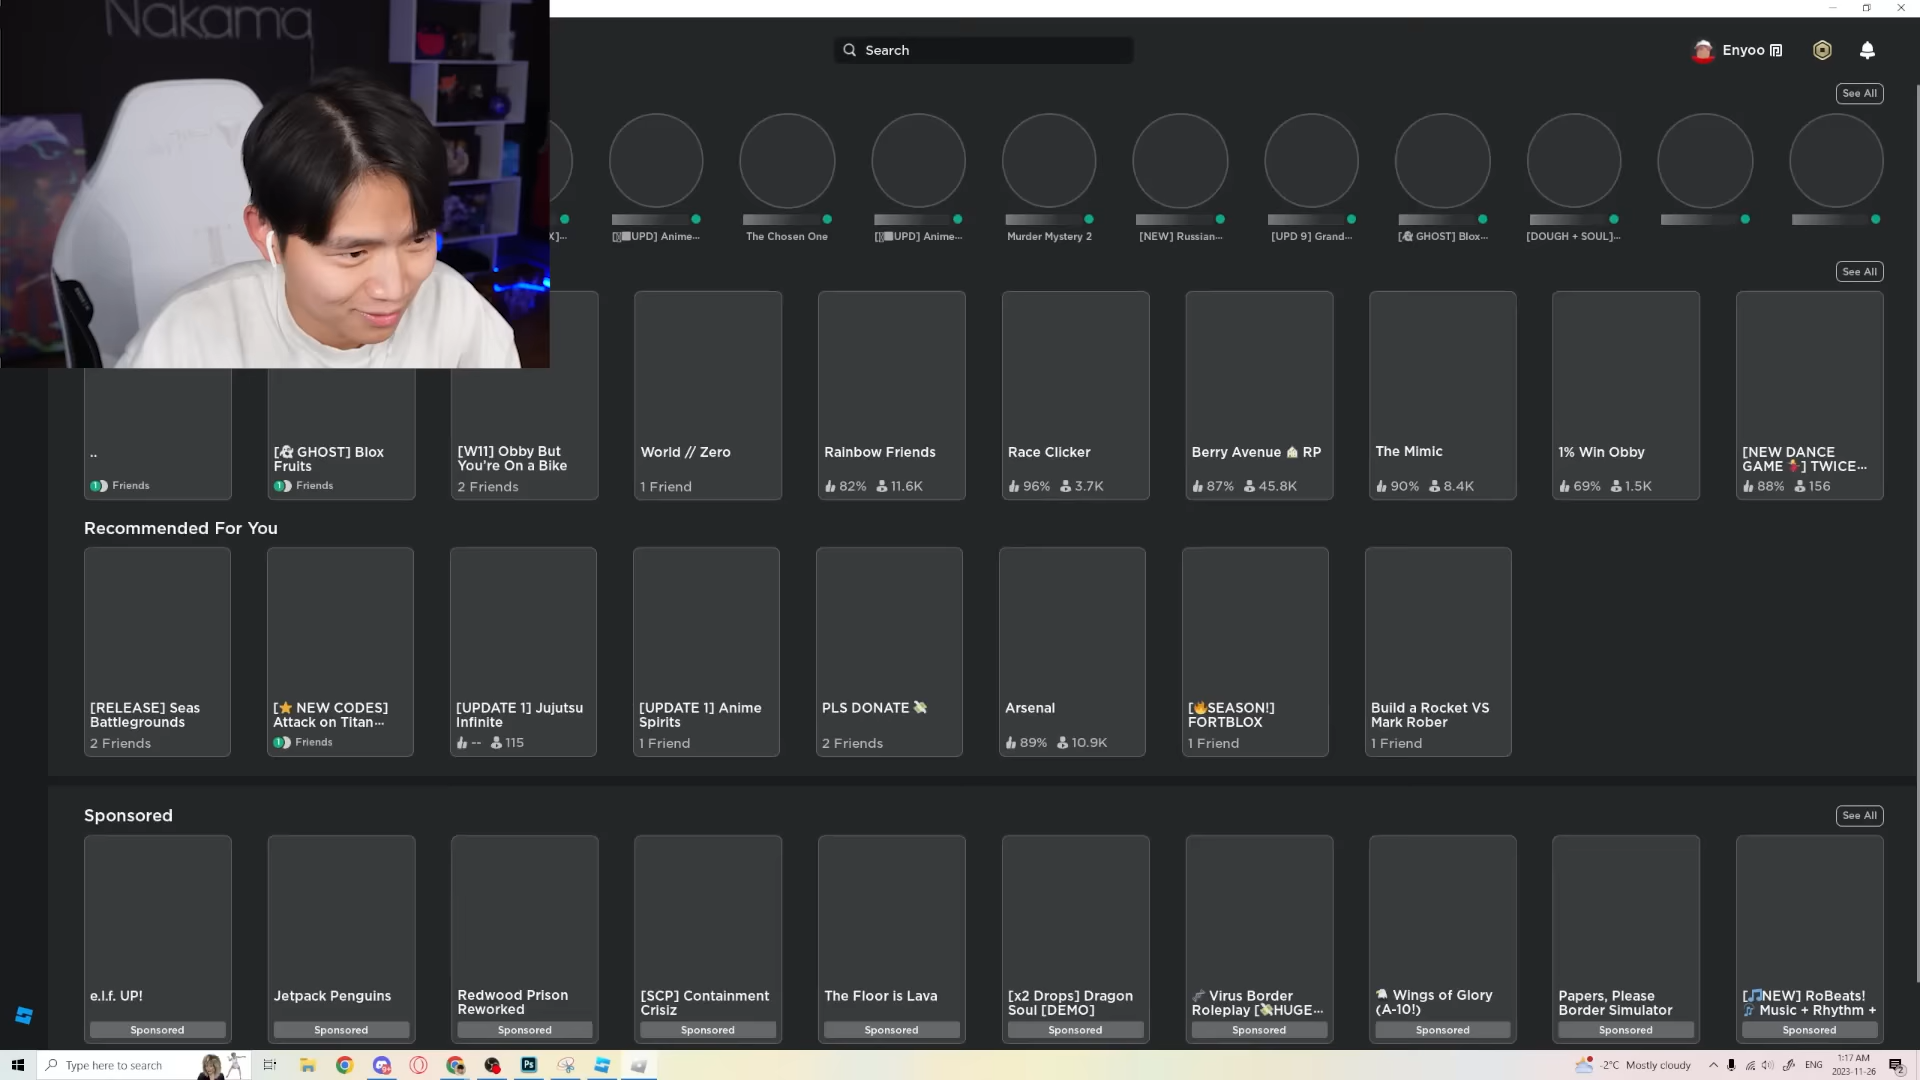 Nakama
Search
Enyoo
See All
X]...
UPD] Anime...
The Chosen One
UPD] Anime...
Murder Mystery 2
[NEW] Russian...
[UPD 9] Grand...
[👻 GHOST] Blox...
[DOUGH + SOUL]...
See All
..
1 Friends
[👻 GHOST] Blox
Fruits
1 Friends
[W11] Obby But
You're On a Bike
2 Friends
World // Zero
1 Friend
Rainbow Friends
82% 11.6K
Race Clicker
96% 3.7K
Berry Avenue 🏠 RP
87% 45.8K
The Mimic
90% 8.4K
1% Win Obby
69% 1.5K
[NEW DANCE
GAME 💃] TWICE...
88% 156
Recommended For You
[RELEASE] Seas
Battlegrounds
2 Friends
[⭐ NEW CODES]
Attack on Titan...
1 Friends
[UPDATE 1] Jujutsu
Infinite
-- 115
[UPDATE 1] Anime
Spirits
1 Friend
PLS DONATE 💸
2 Friends
Arsenal
89% 10.9K
[🔥SEASON!]
FORTBLOX
1 Friend
Build a Rocket VS
Mark Rober
1 Friend
Sponsored
See All
e.l.f. UP!
Sponsored
Jetpack Penguins
Sponsored
Redwood Prison
Reworked
Sponsored
[SCP] Containment
Crisiz
Sponsored
The Floor is Lava
Sponsored
[x2 Drops] Dragon
Soul [DEMO]
Sponsored
🧬 Virus Border
Roleplay [💸HUGE...
Sponsored
🦅 Wings of Glory
(A-10!)
Sponsored
Papers, Please
Border Simulator
Sponsored
[🎵NEW] RoBeats!
🎧 Music + Rhythm +
Sponsored
Type here to search
Ps
-2°C Mostly cloudy
ENG
1:17 AM
2023-11-26
2